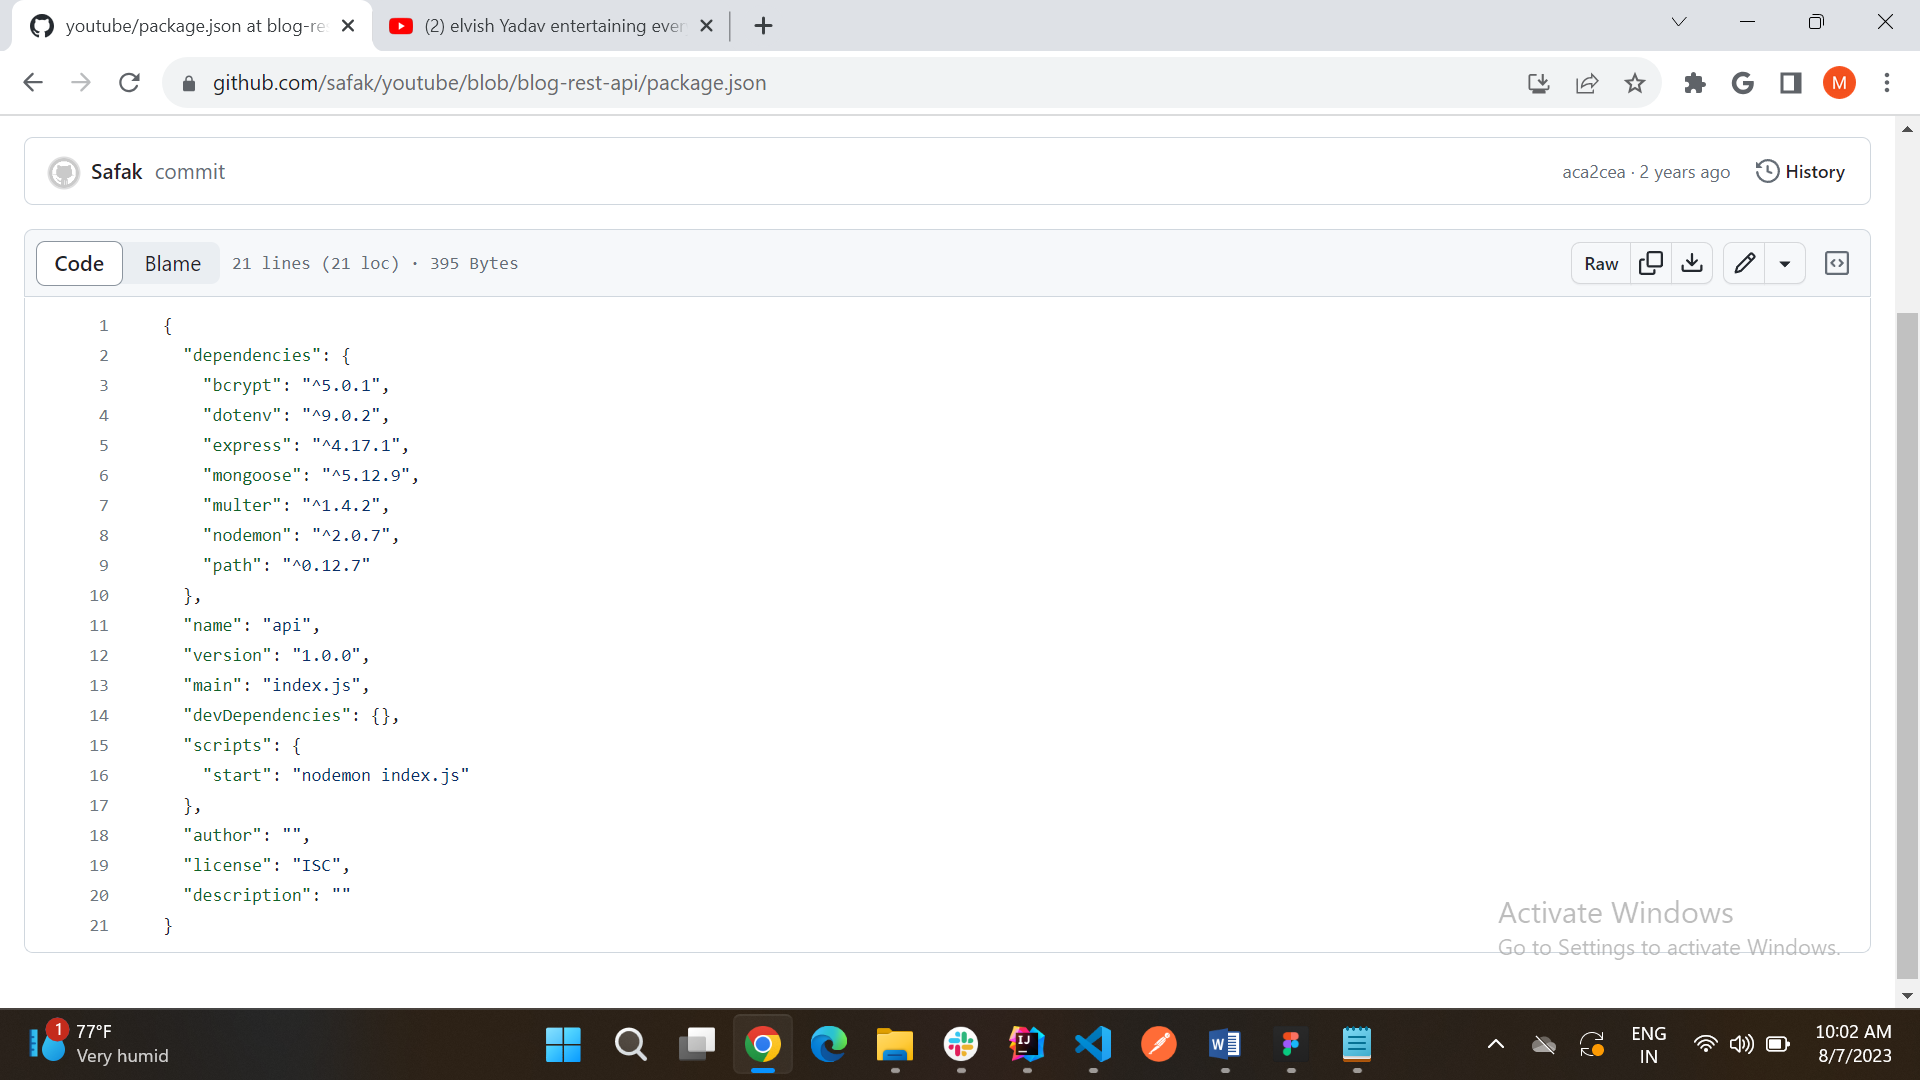 youtube/package.json at blog-re
(2) elvish Yadav entertaining ever
github.com/safak/youtube/blob/blog-rest-api/package.json
M
Safak commit
aca2cea · 2 years ago
History
Code
Blame
21 lines (21 loc) · 395 Bytes
Raw
1 {
2 "dependencies": {
3 "bcrypt": "^5.0.1",
4 "dotenv": "^9.0.2",
5 "express": "^4.17.1",
6 "mongoose": "^5.12.9",
7 "multer": "^1.4.2",
8 "nodemon": "^2.0.7",
9 "path": "^0.12.7"
10 },
11 "name": "api",
12 "version": "1.0.0",
13 "main": "index.js",
14 "devDependencies": {},
15 "scripts": {
16 "start": "nodemon index.js"
17 },
18 "author": "",
19 "license": "ISC",
20 "description": ""
21 }
Activate Windows
Go to Settings to activate Windows.
1
77°F
Very humid
IJ
W
ENG
IN
10:02 AM
8/7/2023